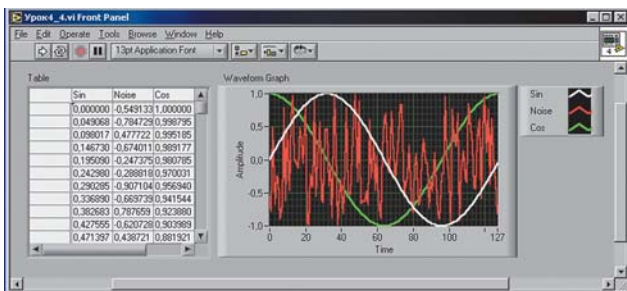 Урок4_4.vi Front Panel
File Edit Operate Tools Browse Window Help
13pt Application Font
4
Table
Sin Noise Cos
0,000000 -0,549133 1,000000
0,049068 -0,784729 0,998795
0,098017 0,477722 0,995185
0,146730 -0,674011 0,989177
0,195090 -0,247375 0,980785
0,242980 -0,288818 0,970031
0,290285 -0,907104 0,956940
0,336890 -0,669739 0,941544
0,382683 0,787659 0,923880
0,427555 -0,620728 0,903989
0,471397 0,438721 0,881921
Waveform Graph
Amplitude
1,0
0,5
0,0
-0,5
-1,0
0 20 40 60 80 100 127
Time
Sin
Noise
Cos